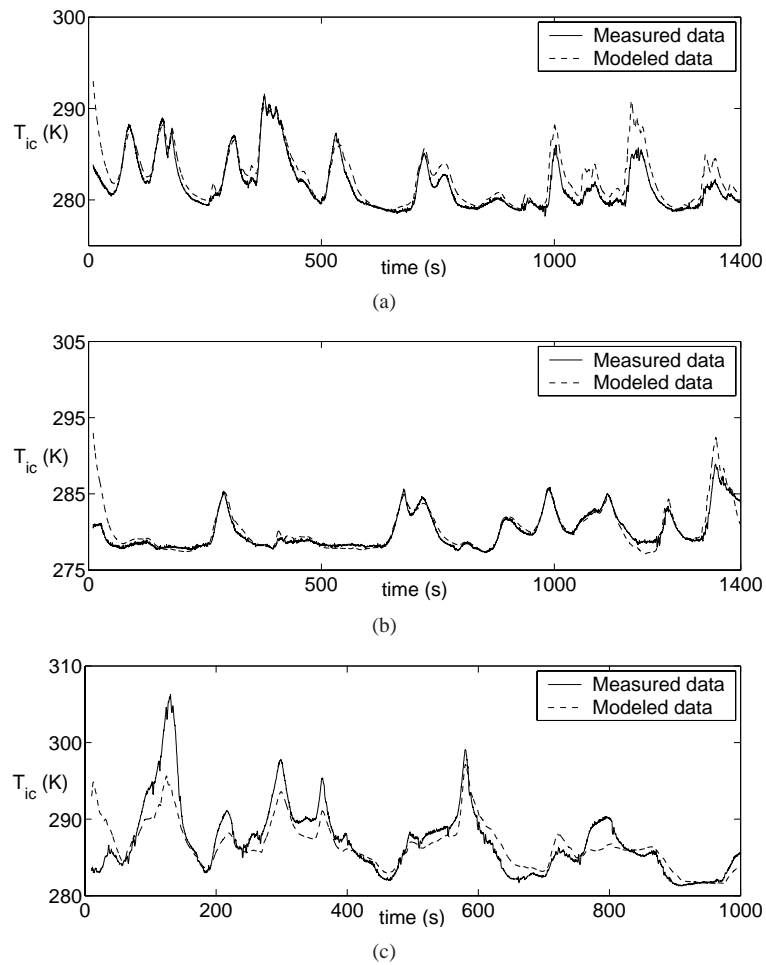 300
Measured data
Modeled data
290
T_ic (K)
280
0 500 1000 1400
time (s)
(a)
305
Measured data
Modeled data
295
T_ic (K)
285
275
0 500 1000 1400
time (s)
(b)
310
Measured data
Modeled data
300
T_ic (K)
290
280
0 200 400 600 800 1000
time (s)
(c)